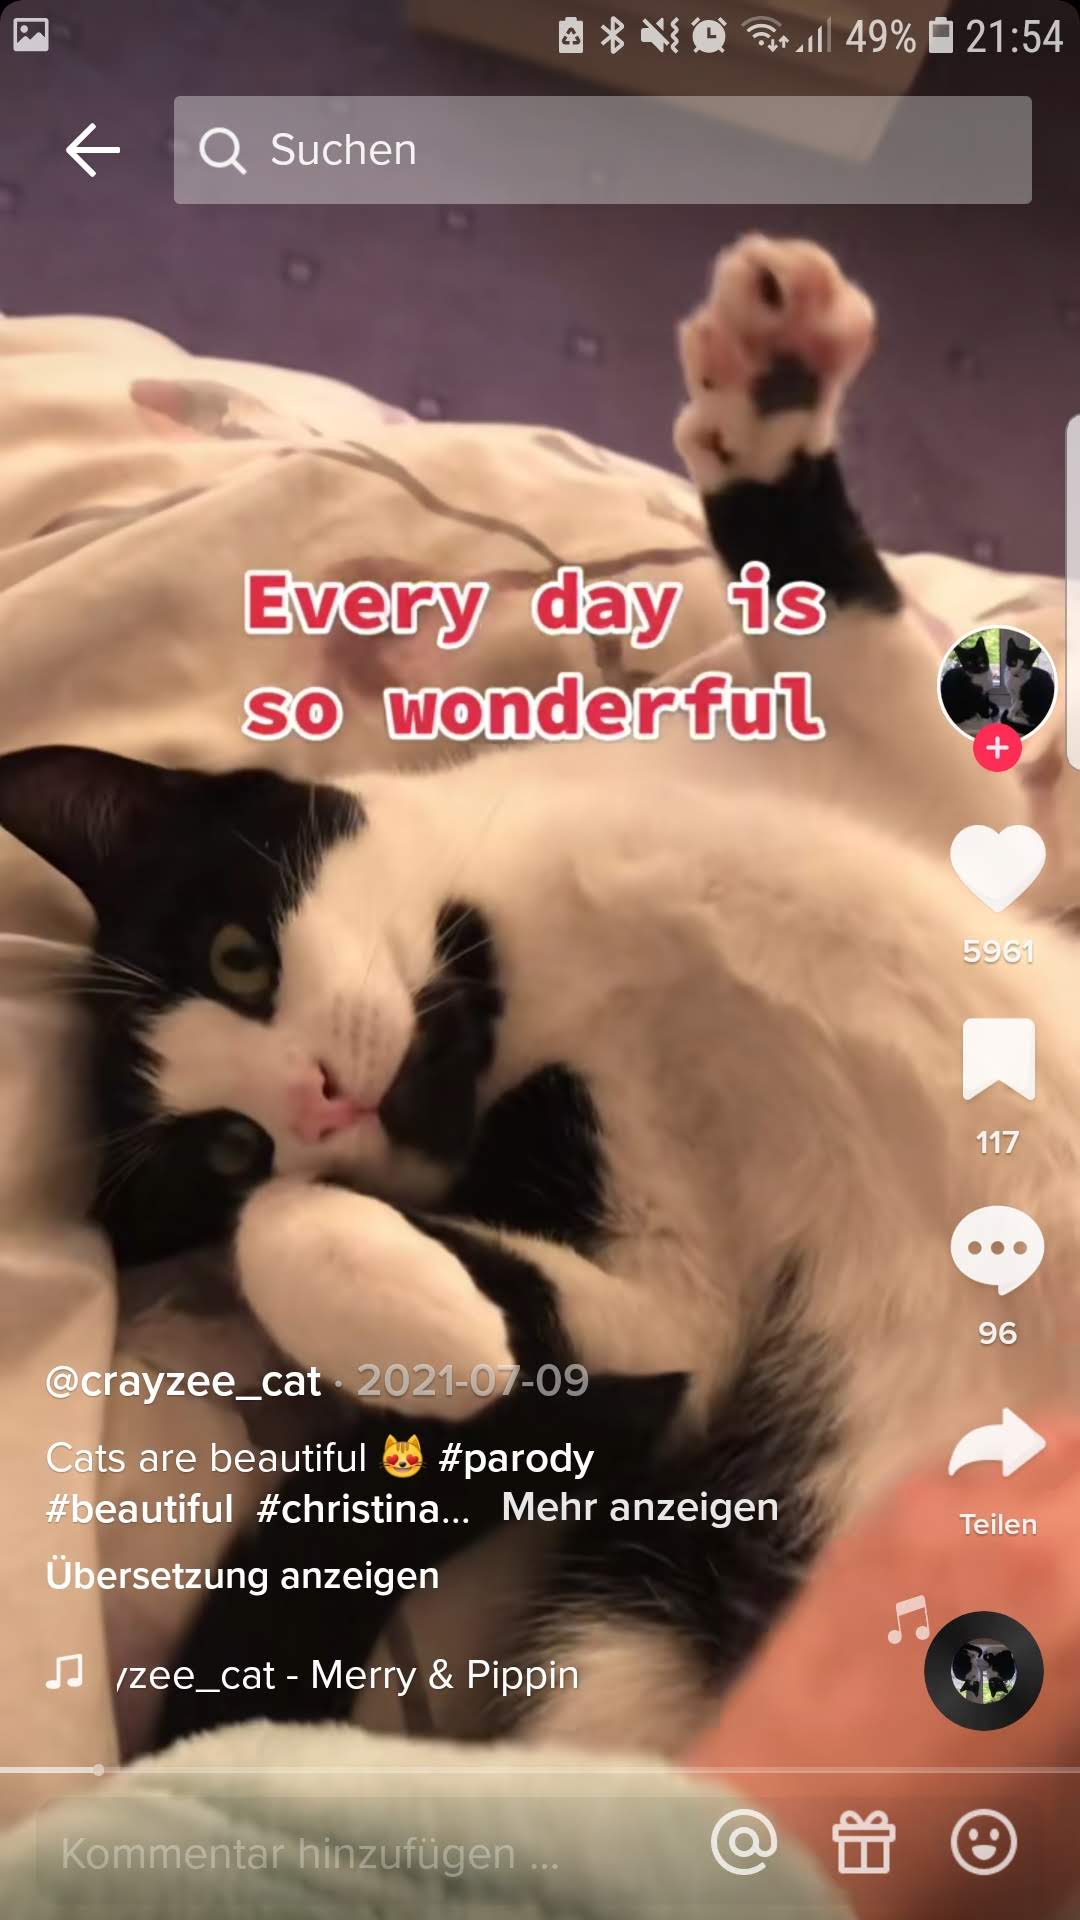 49% 21:54
Suchen
Every day is
so wonderful
5961
117
96
@crayzee_cat · 2021-07-09
Cats are beautiful 😻 #parody
#beautiful #christina... Mehr anzeigen
Teilen
Übersetzung anzeigen
yzee_cat - Merry & Pippin
Kommentar hinzufügen ...